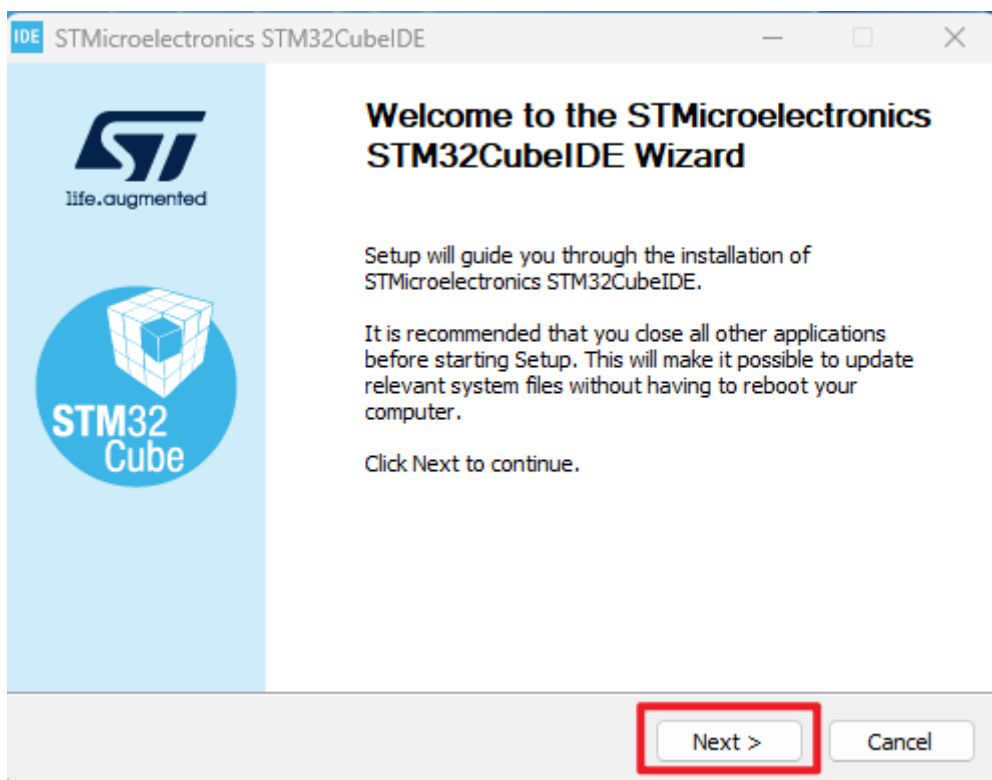 IDE STMicroelectronics STM32CubeIDE
ST
life.augmented
STM32
Cube
Welcome to the STMicroelectronics
STM32CubeIDE Wizard
Setup will guide you through the installation of
STMicroelectronics STM32CubeIDE.
It is recommended that you close all other applications
before starting Setup. This will make it possible to update
relevant system files without having to reboot your
computer.
Click Next to continue.
Next > Cancel